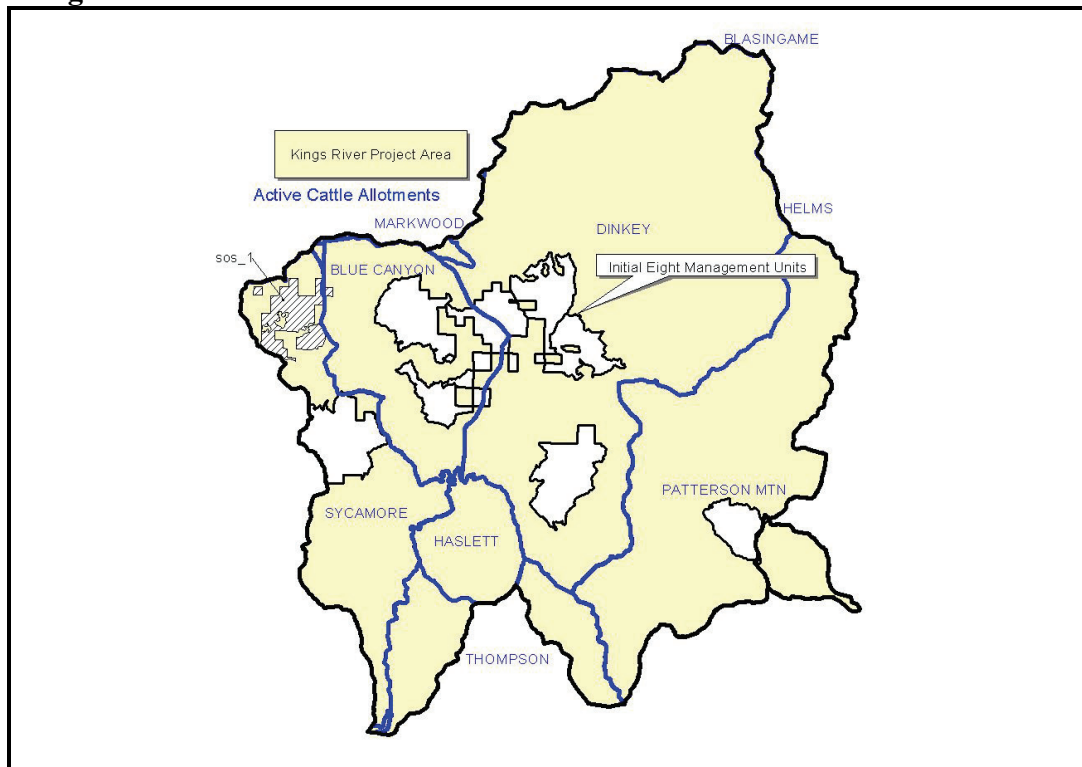 BLASINGAME
Kings River Project Area
Active Cattle Allotments
MARKWOOD
HELMS
DINKEY
sos_1
BLUE CANYON
Initial Eight Management Units
PATTERSON MTN
SYCAMORE
HASLETT
THOMPSON